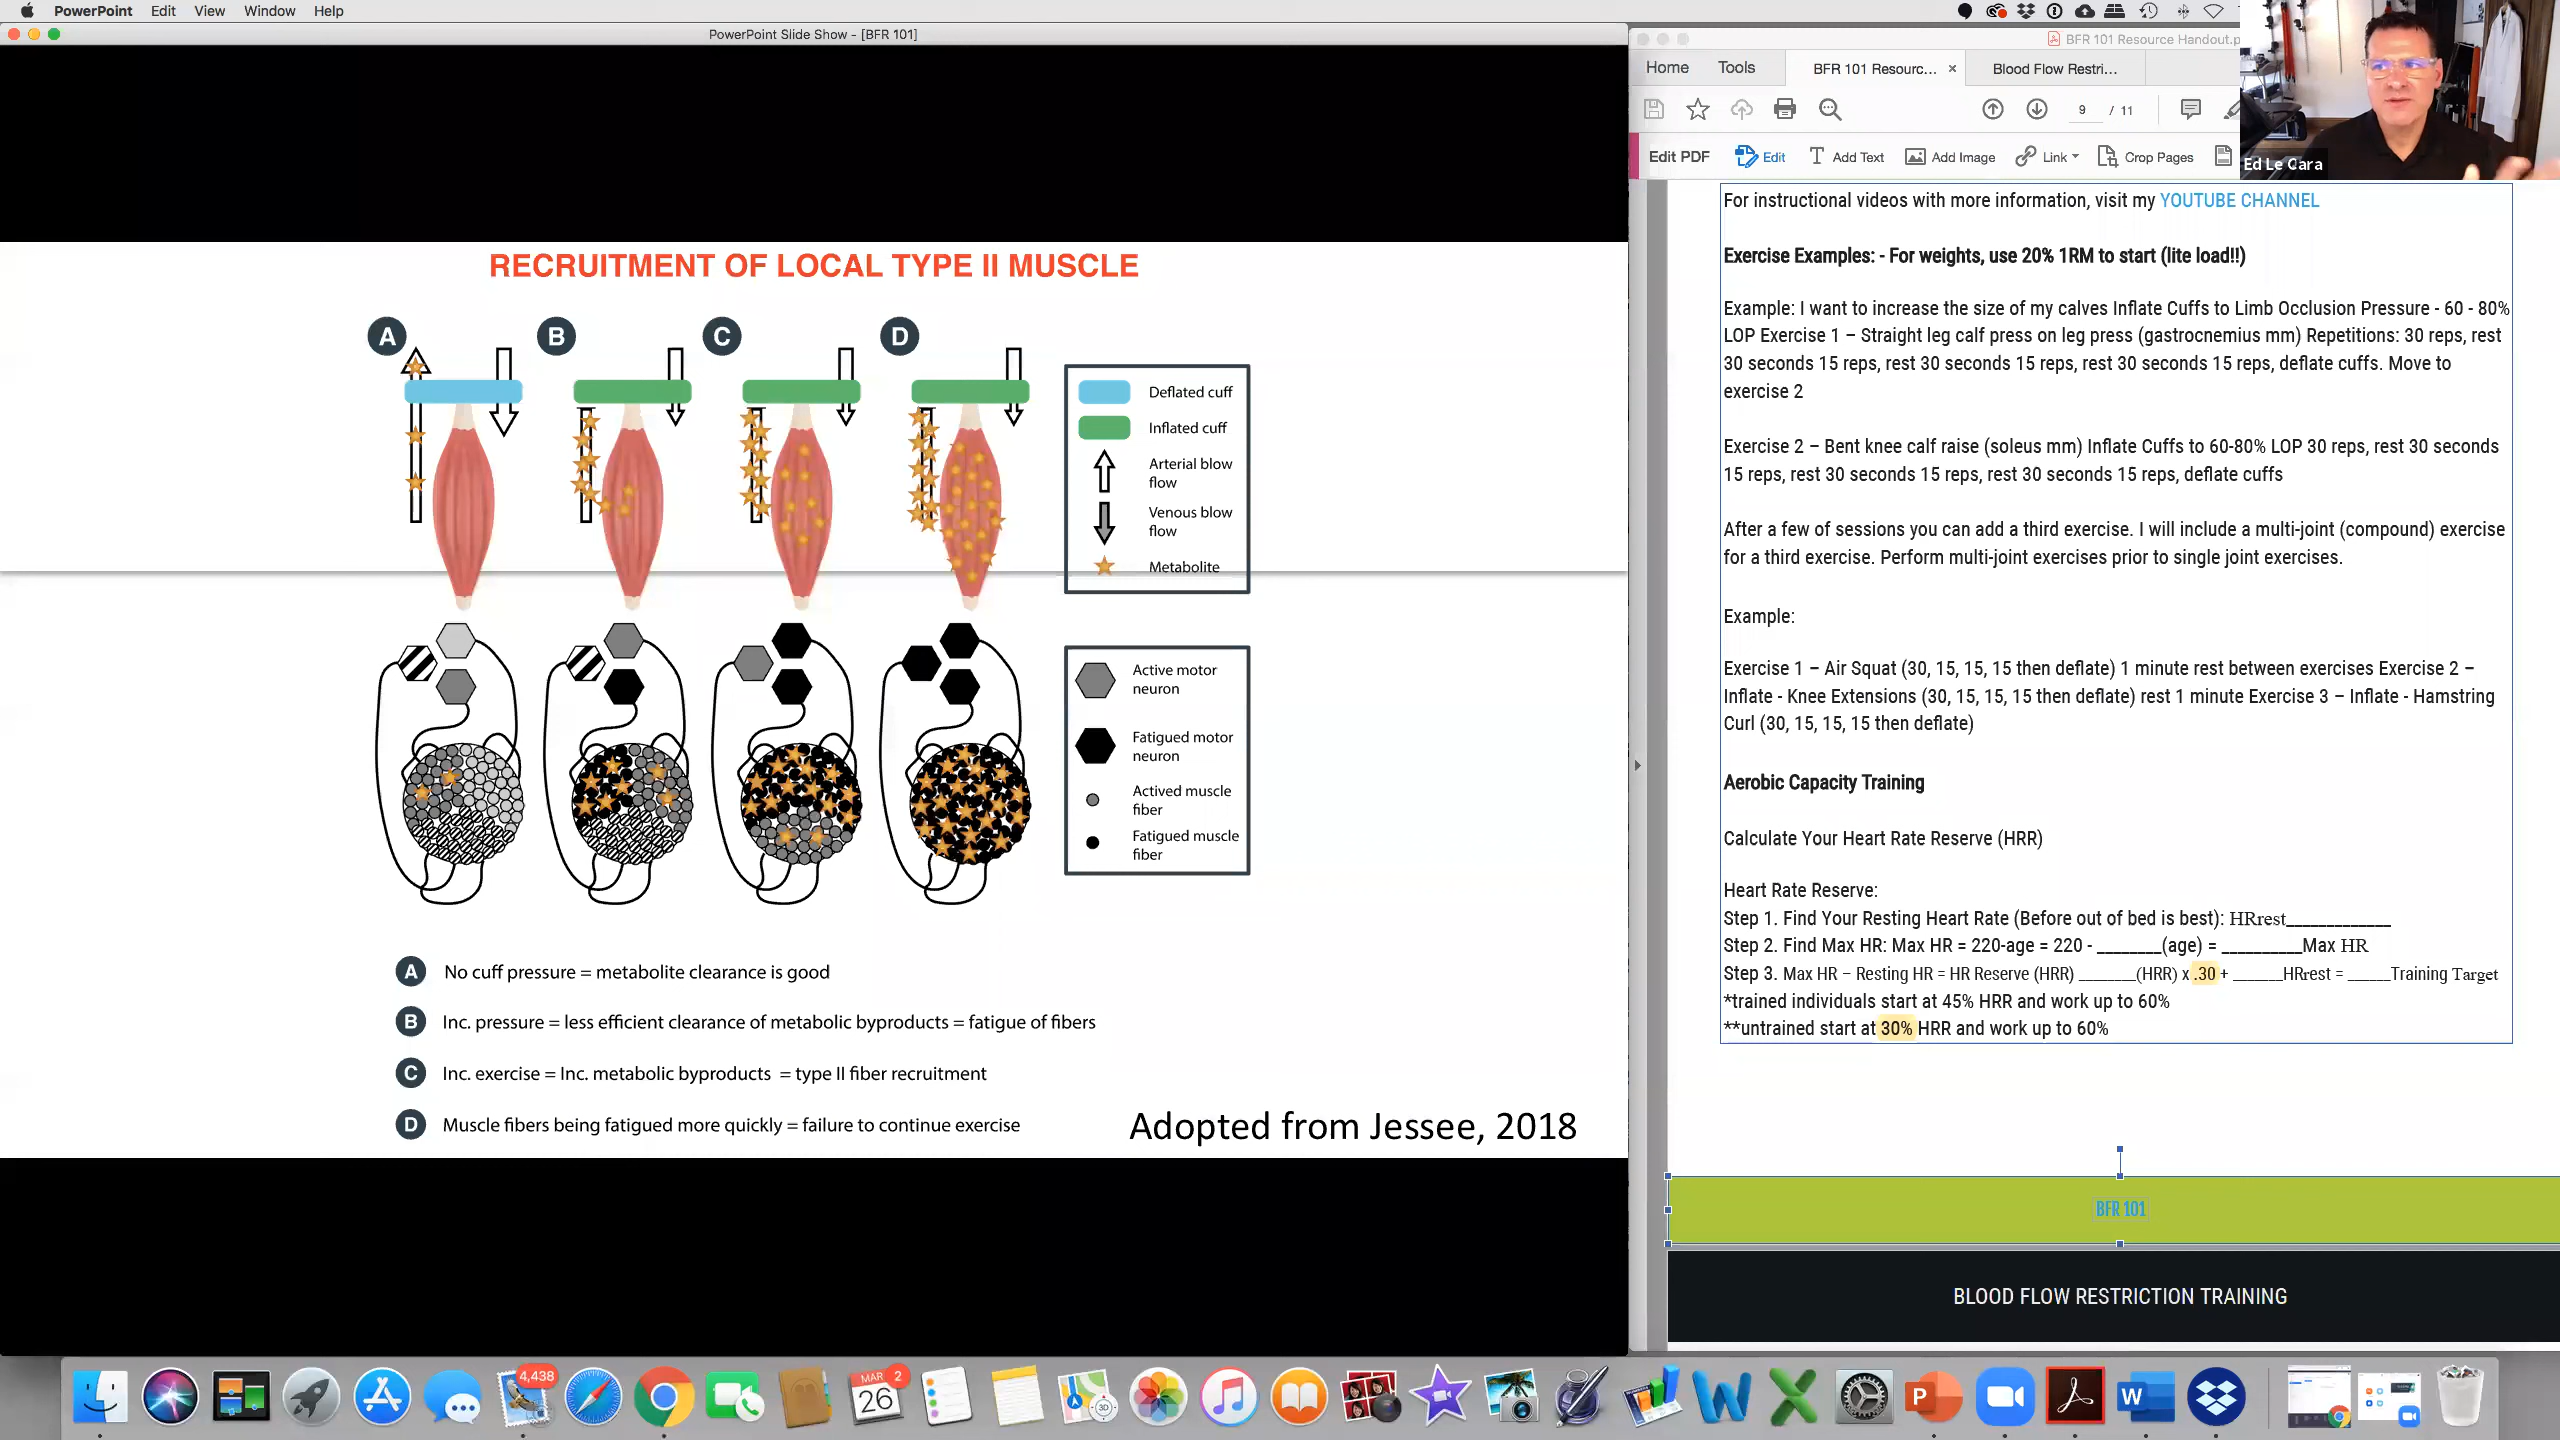 PowerPoint Edit View Window Help
PowerPoint Slide Show - [BFR 101]
RECRUITMENT OF LOCAL TYPE II MUSCLE
A B C D
Deflated cuff
Inflated cuff
Arterial blow
flow
Venous blow
flow
Metabolite
Active motor
neuron
Fatigued motor
neuron
Actived muscle
fiber
Fatigued muscle
fiber
A No cuff pressure = metabolite clearance is good
B Inc. pressure = less efficient clearance of metabolic byproducts = fatigue of fibers
C Inc. exercise = Inc. metabolic byproducts = type II fiber recruitment
D Muscle fibers being fatigued more quickly = failure to continue exercise
Adopted from Jessee, 2018
BFR 101 Resource Handout.p
Home Tools BFR 101 Resourc... × Blood Flow Restri...
9 / 11
Edit PDF Edit Add Text Add Image Link Crop Pages
Ed Le Cara
For instructional videos with more information, visit my YOUTUBE CHANNEL
Exercise Examples: - For weights, use 20% 1RM to start (lite load!!)
Example: I want to increase the size of my calves Inflate Cuffs to Limb Occlusion Pressure - 60 - 80%
LOP Exercise 1 – Straight leg calf press on leg press (gastrocnemius mm) Repetitions: 30 reps, rest
30 seconds 15 reps, rest 30 seconds 15 reps, rest 30 seconds 15 reps, deflate cuffs. Move to
exercise 2
Exercise 2 – Bent knee calf raise (soleus mm) Inflate Cuffs to 60-80% LOP 30 reps, rest 30 seconds
15 reps, rest 30 seconds 15 reps, rest 30 seconds 15 reps, deflate cuffs
After a few of sessions you can add a third exercise. I will include a multi-joint (compound) exercise
for a third exercise. Perform multi-joint exercises prior to single joint exercises.
Example:
Exercise 1 – Air Squat (30, 15, 15, 15 then deflate) 1 minute rest between exercises Exercise 2 –
Inflate - Knee Extensions (30, 15, 15, 15 then deflate) rest 1 minute Exercise 3 – Inflate - Hamstring
Curl (30, 15, 15, 15 then deflate)
Aerobic Capacity Training
Calculate Your Heart Rate Reserve (HRR)
Heart Rate Reserve:
Step 1. Find Your Resting Heart Rate (Before out of bed is best): HRrest_____________
Step 2. Find Max HR: Max HR = 220-age = 220 - ________(age) = __________Max HR
Step 3. Max HR – Resting HR = HR Reserve (HRR) ________(HRR) x .30 + _______HRrest = ______Training Target
*trained individuals start at 45% HRR and work up to 60%
**untrained start at 30% HRR and work up to 60%
BFR 101
BLOOD FLOW RESTRICTION TRAINING
4,438
MAR 2
26
3D
P
W